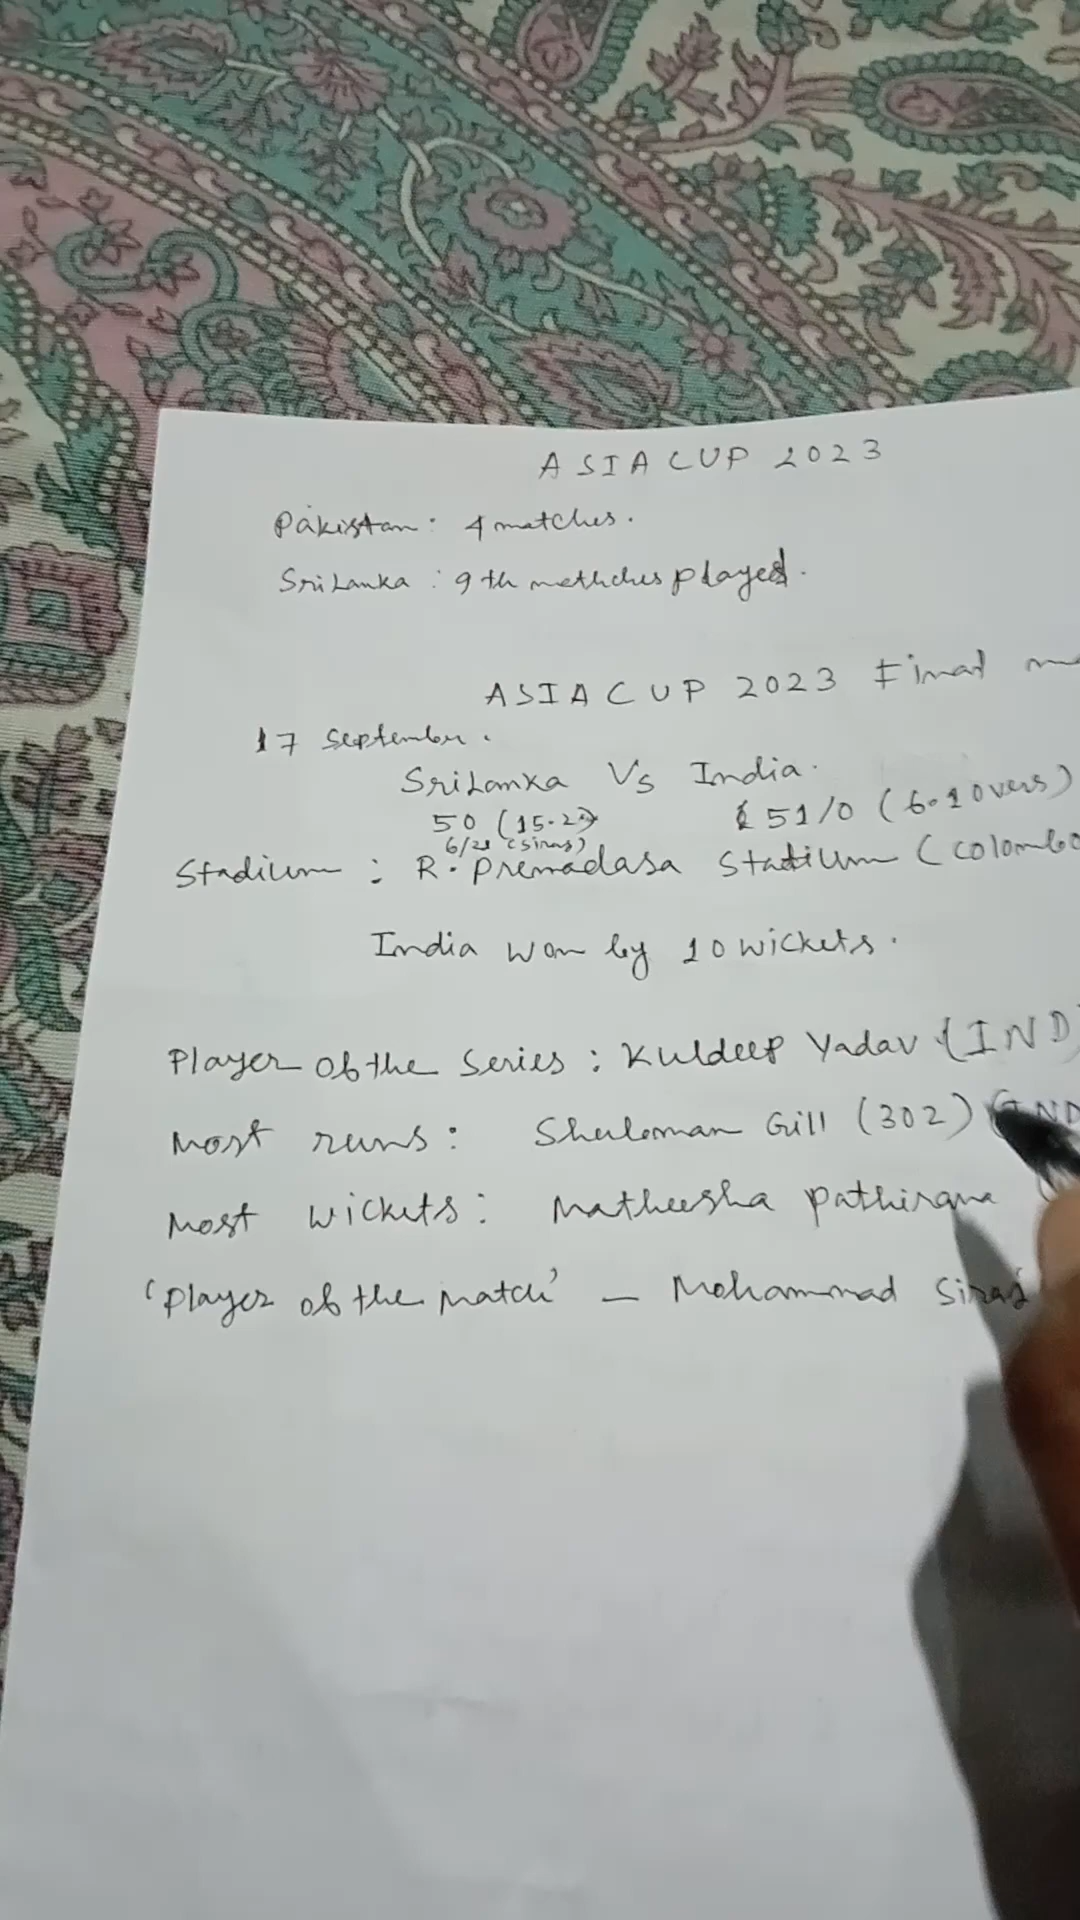 ASIA CUP 2023
Pakistan: 4 matches.
SriLanka: 9th methches played.
ASIA CUP 2023 Final
17 September.
SriLanka Vs India.
50 (15.2) 51/0 (6.1 overs)
6/21 (Siraj)
Stadium: R. Premadasa Stadium (Colombo
India won by 10 wickets.
Player of the Series: Kuldeep Yadav (IND)
Most runs: Shubman Gill (302) (IND
Most wickets: Matheesha Pathirana
'Player of the Match' – Mohammad Siraj